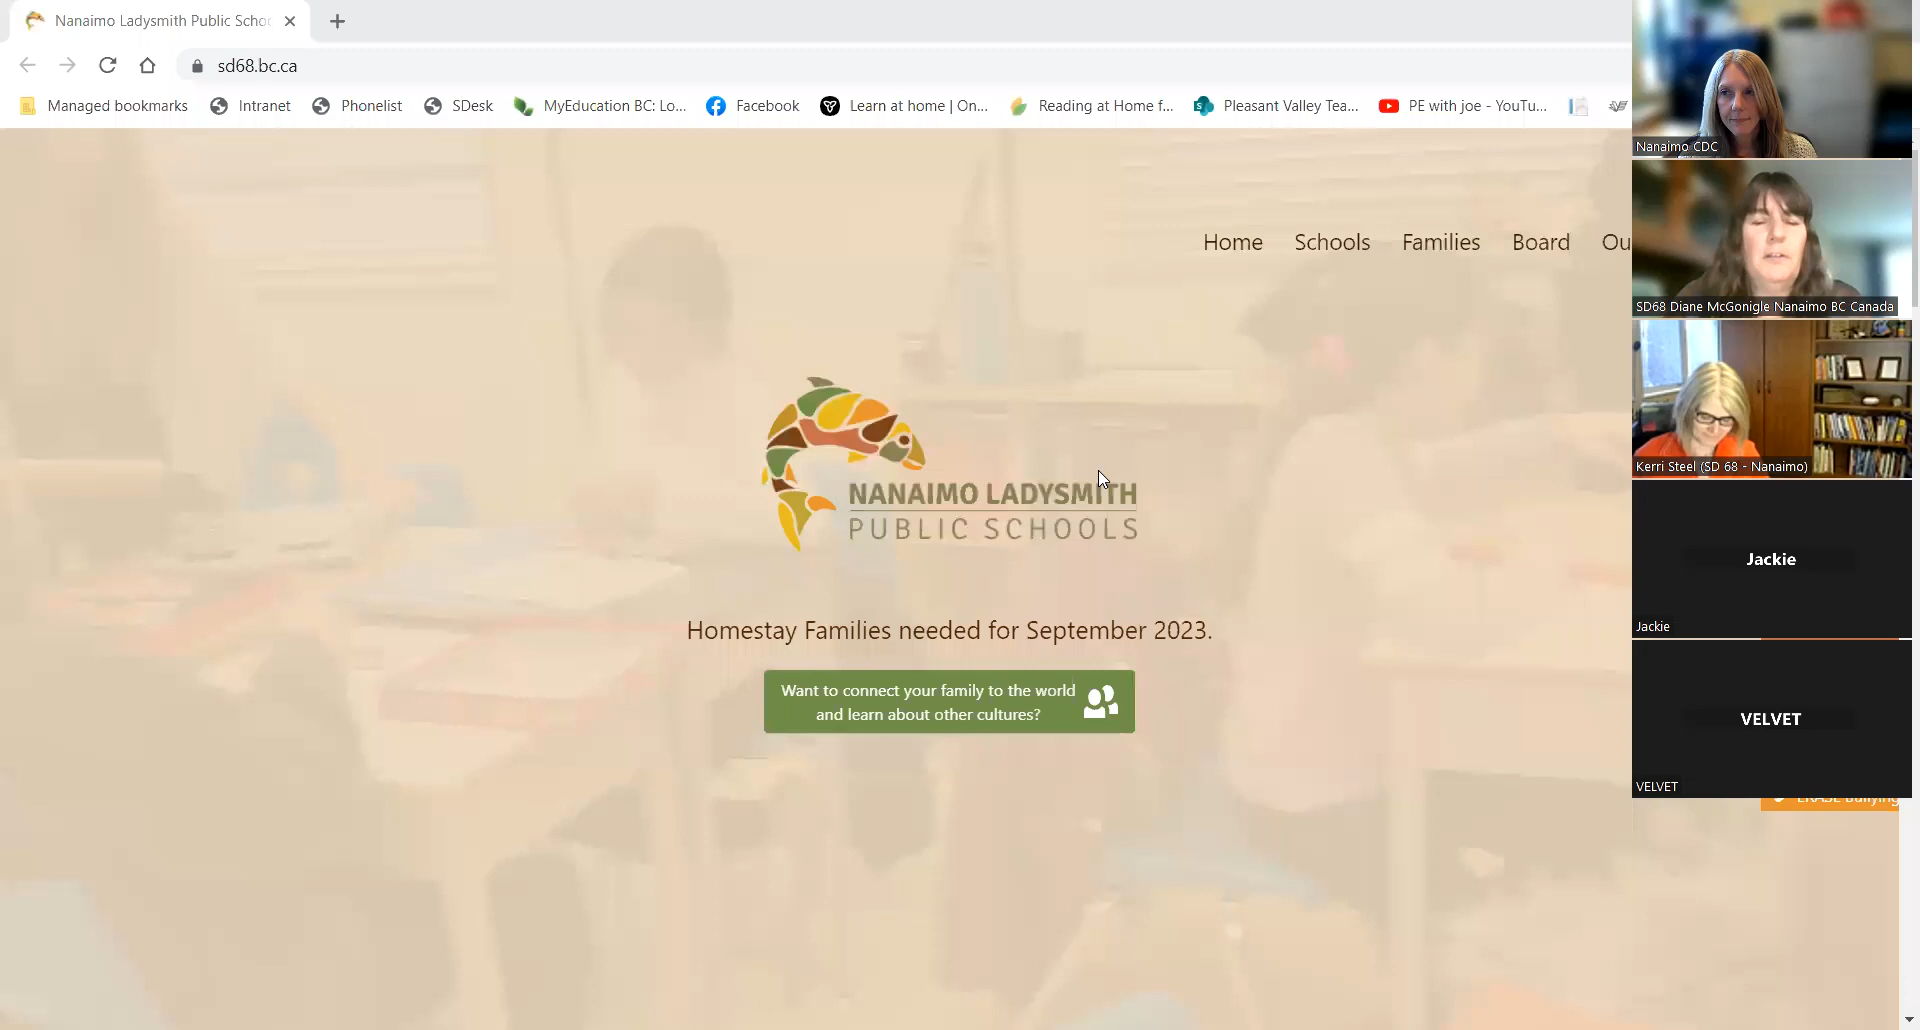 Nanaimo Ladysmith Public Schoo
sd68.bc.ca
Managed bookmarks
Intranet
Phonelist
SDesk
MyEducation BC: Lo...
Facebook
Learn at home | On...
Reading at Home f...
Pleasant Valley Tea...
PE with joe - YouTu...
Home
Schools
Families
Board
Ou
NANAIMO LADYSMITH
PUBLIC SCHOOLS
Homestay Families needed for September 2023.
Want to connect your family to the world
and learn about other cultures?
Nanaimo CDC
SD68 Diane McGonigle Nanaimo BC Canada
Kerri Steel (SD 68 - Nanaimo)
Jackie
Jackie
VELVET
VELVET
ERASE Bullying